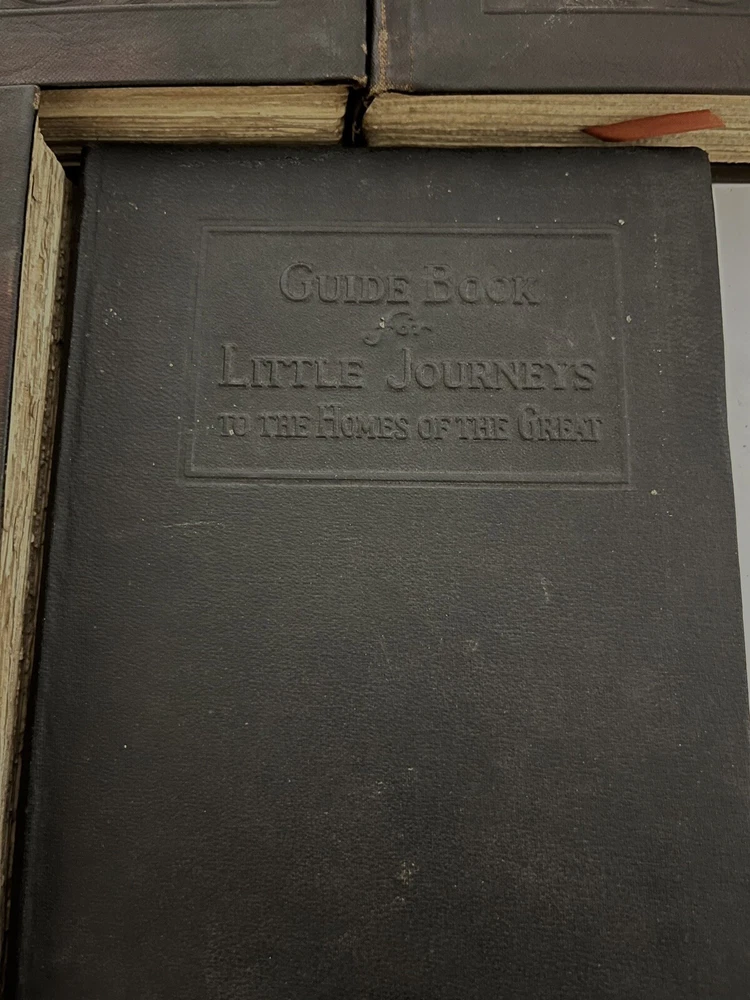 GUIDE BOOK
for
LITTLE JOURNEYS
TO THE HOMES OF THE GREAT